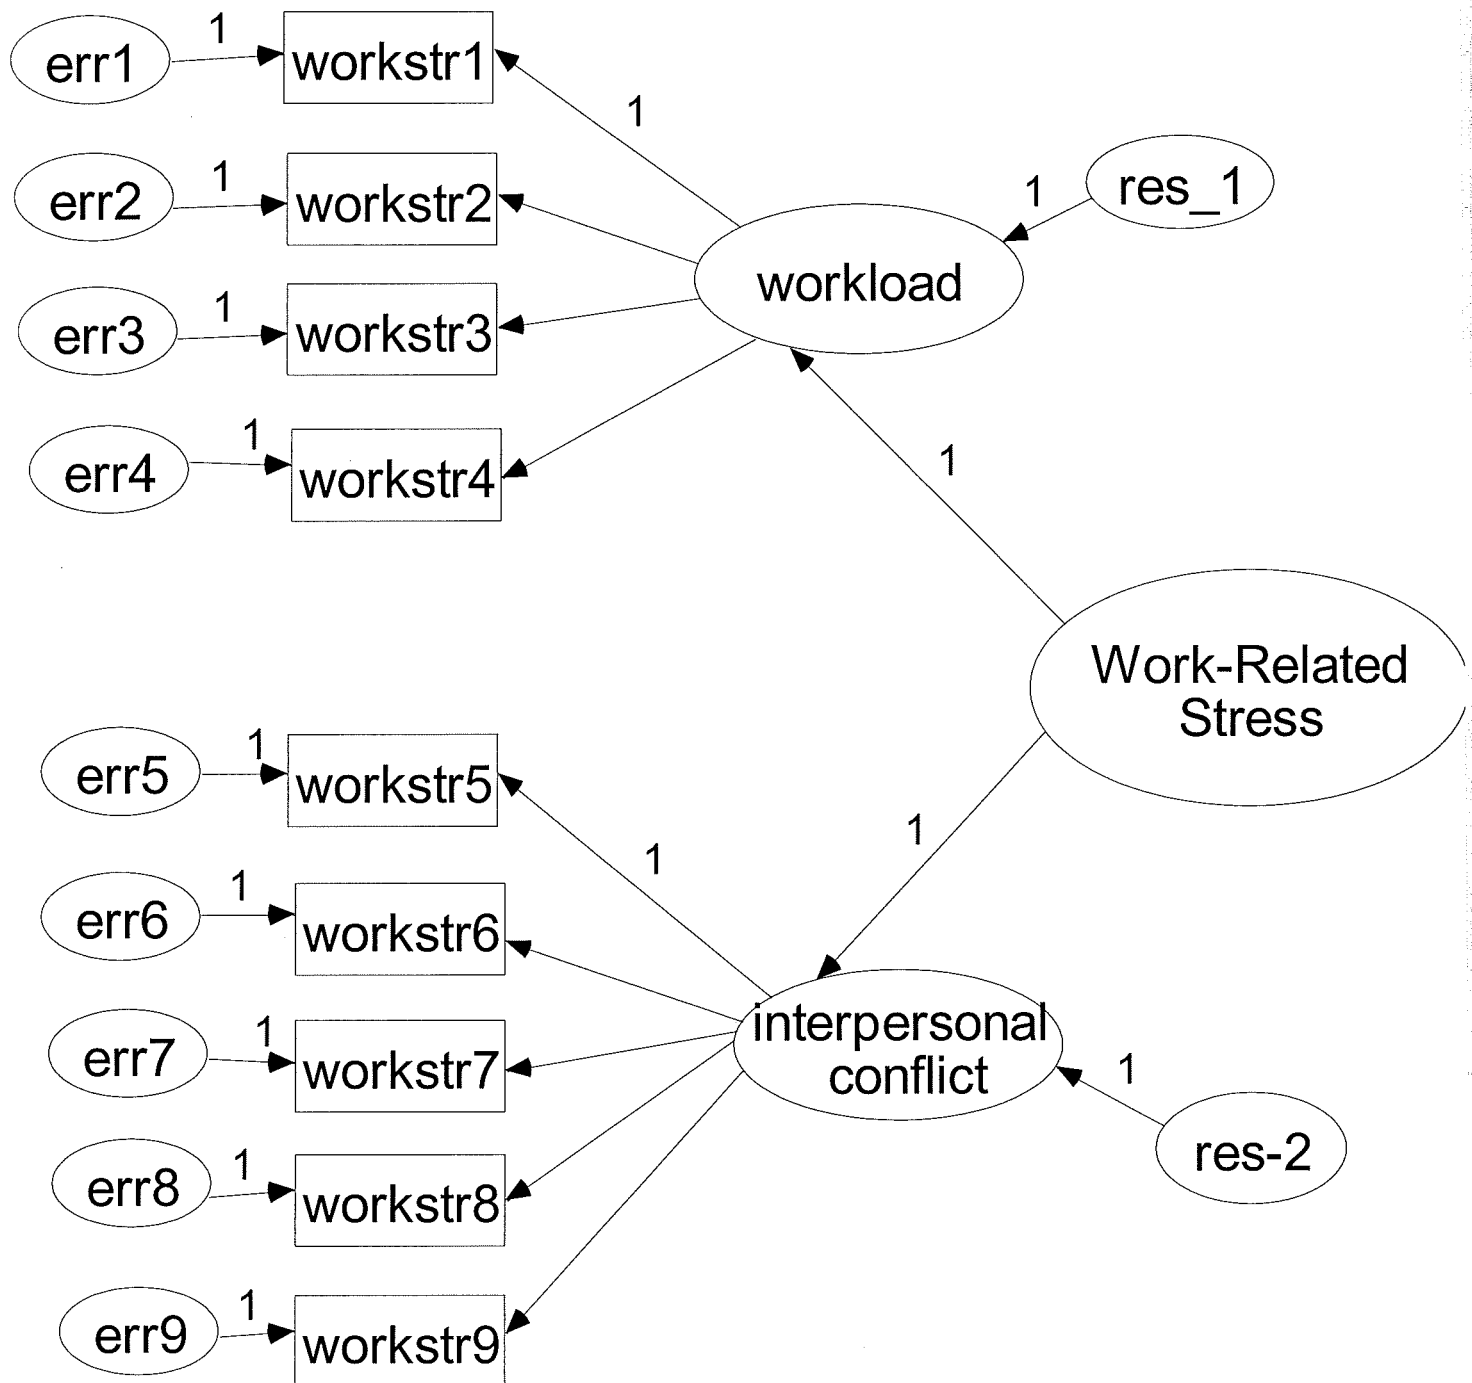 1
err1
workstr1
1
1
err2
workstr2
1
res_1
workload
1
err3
workstr3
1
err4
workstr4
1
Work-Related
Stress
1
err5
workstr5
1
1
1
err6
workstr6
interpersonal
conflict
1
err7
workstr7
1
res-2
1
err8
workstr8
1
err9
workstr9